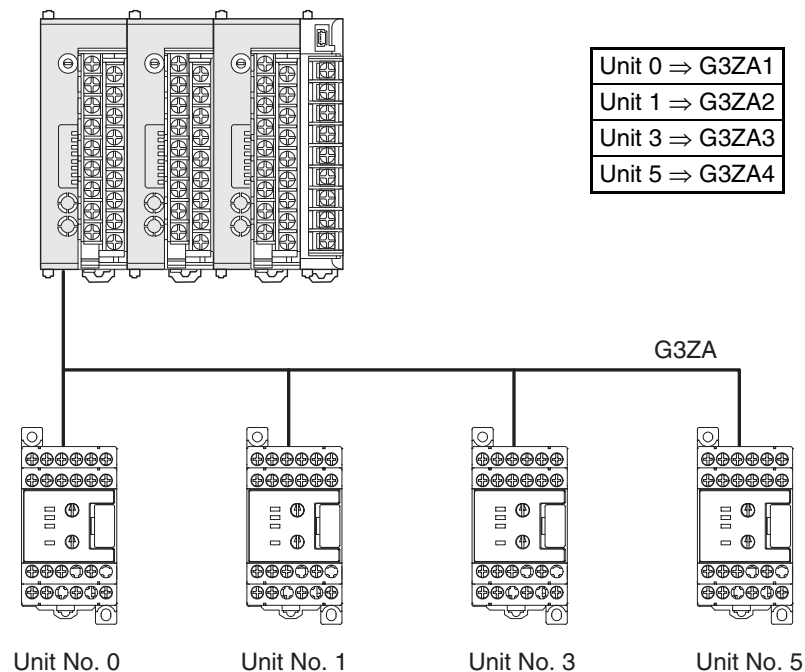 Unit 0 ⇒ G3ZA1
Unit 1 ⇒ G3ZA2
Unit 3 ⇒ G3ZA3
Unit 5 ⇒ G3ZA4
G3ZA
Unit No. 0
Unit No. 1
Unit No. 3
Unit No. 5